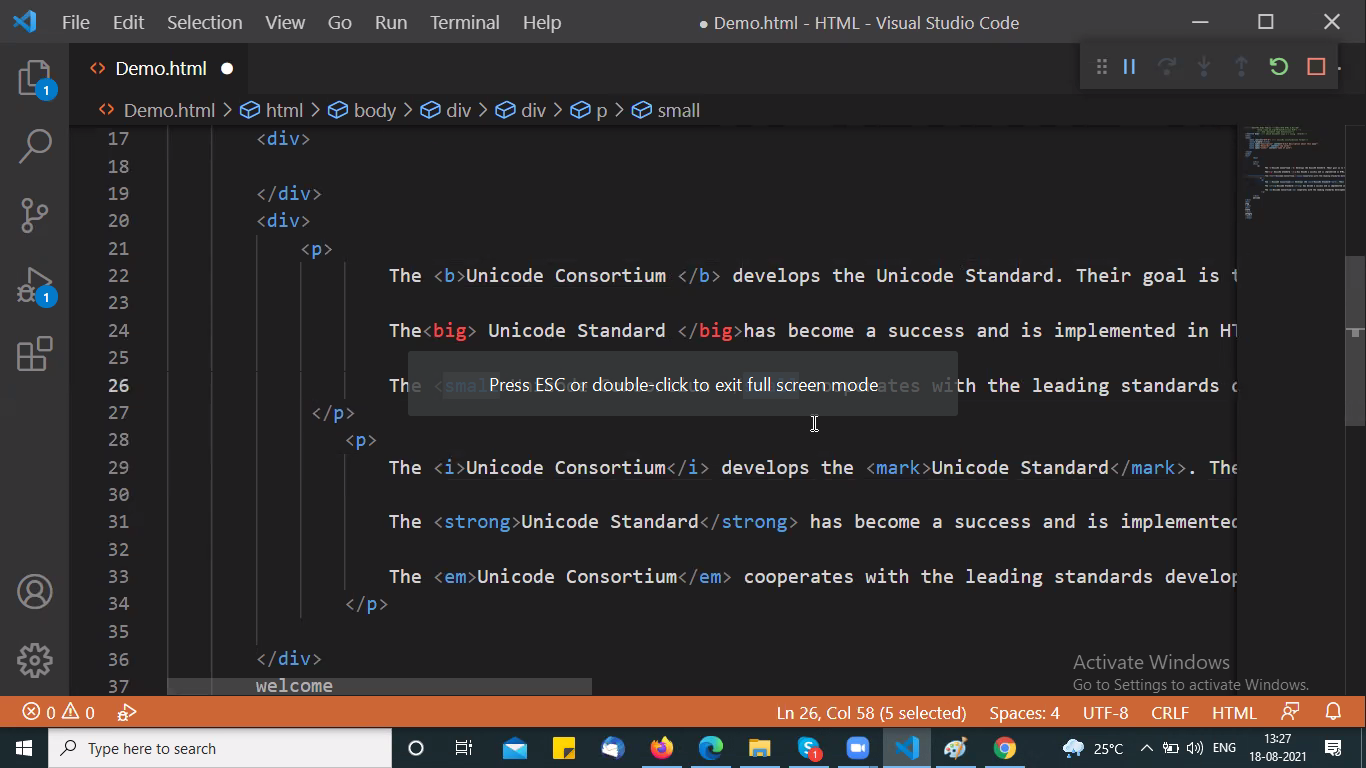 File Edit Selection View Go Run Terminal Help ● Demo.html - HTML - Visual Studio Code
Demo.html
Demo.html > html > body > div > div > p > small
17 <div>
18
19 </div>
20 <div>
21 <p>
22 The <b>Unicode Consortium </b> develops the Unicode Standard. Their goal is t
23
24 The<big> Unicode Standard </big>has become a success and is implemented in HT
25
Press ESC or double-click to exit full screen mode
26 The <small cooperates with the leading standards
27 </p>
28 <p>
29 The <i>Unicode Consortium</i> develops the <mark>Unicode Standard</mark>. The
30
31 The <strong>Unicode Standard</strong> has become a success and is implemented
32
33 The <em>Unicode Consortium</em> cooperates with the leading standards develop
34 </p>
35
36 </div>
37 welcome
Activate Windows
Go to Settings to activate Windows.
0 0 Ln 26, Col 58 (5 selected) Spaces: 4 UTF-8 CRLF HTML
Type here to search 1 25°C ENG 13:27
18-08-2021
1
1